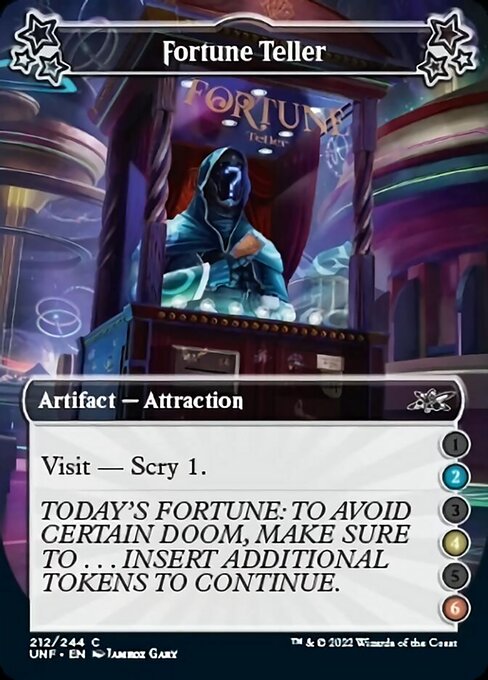 Fortune Teller
FORTUNE
Teller
?
Artifact — Attraction
1
2
3
4
5
6
Visit — Scry 1.
TODAY'S FORTUNE: TO AVOID
CERTAIN DOOM, MAKE SURE
TO . . . INSERT ADDITIONAL
TOKENS TO CONTINUE.
212/244 C
UNF • EN Jambox Gary
™ & © 2022 Wizards of the Coast